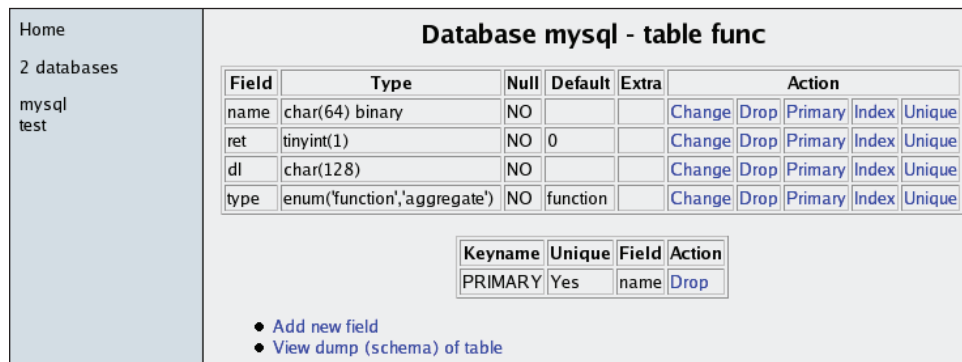 Home
2 databases
mysql
test
Database mysql - table func
Field Type Null Default Extra Action
name char(64) binary NO Change Drop Primary Index Unique
ret tinyint(1) NO 0 Change Drop Primary Index Unique
dl char(128) NO Change Drop Primary Index Unique
type enum('function','aggregate') NO function Change Drop Primary Index Unique
Keyname Unique Field Action
PRIMARY Yes name Drop
Add new field
View dump (schema) of table